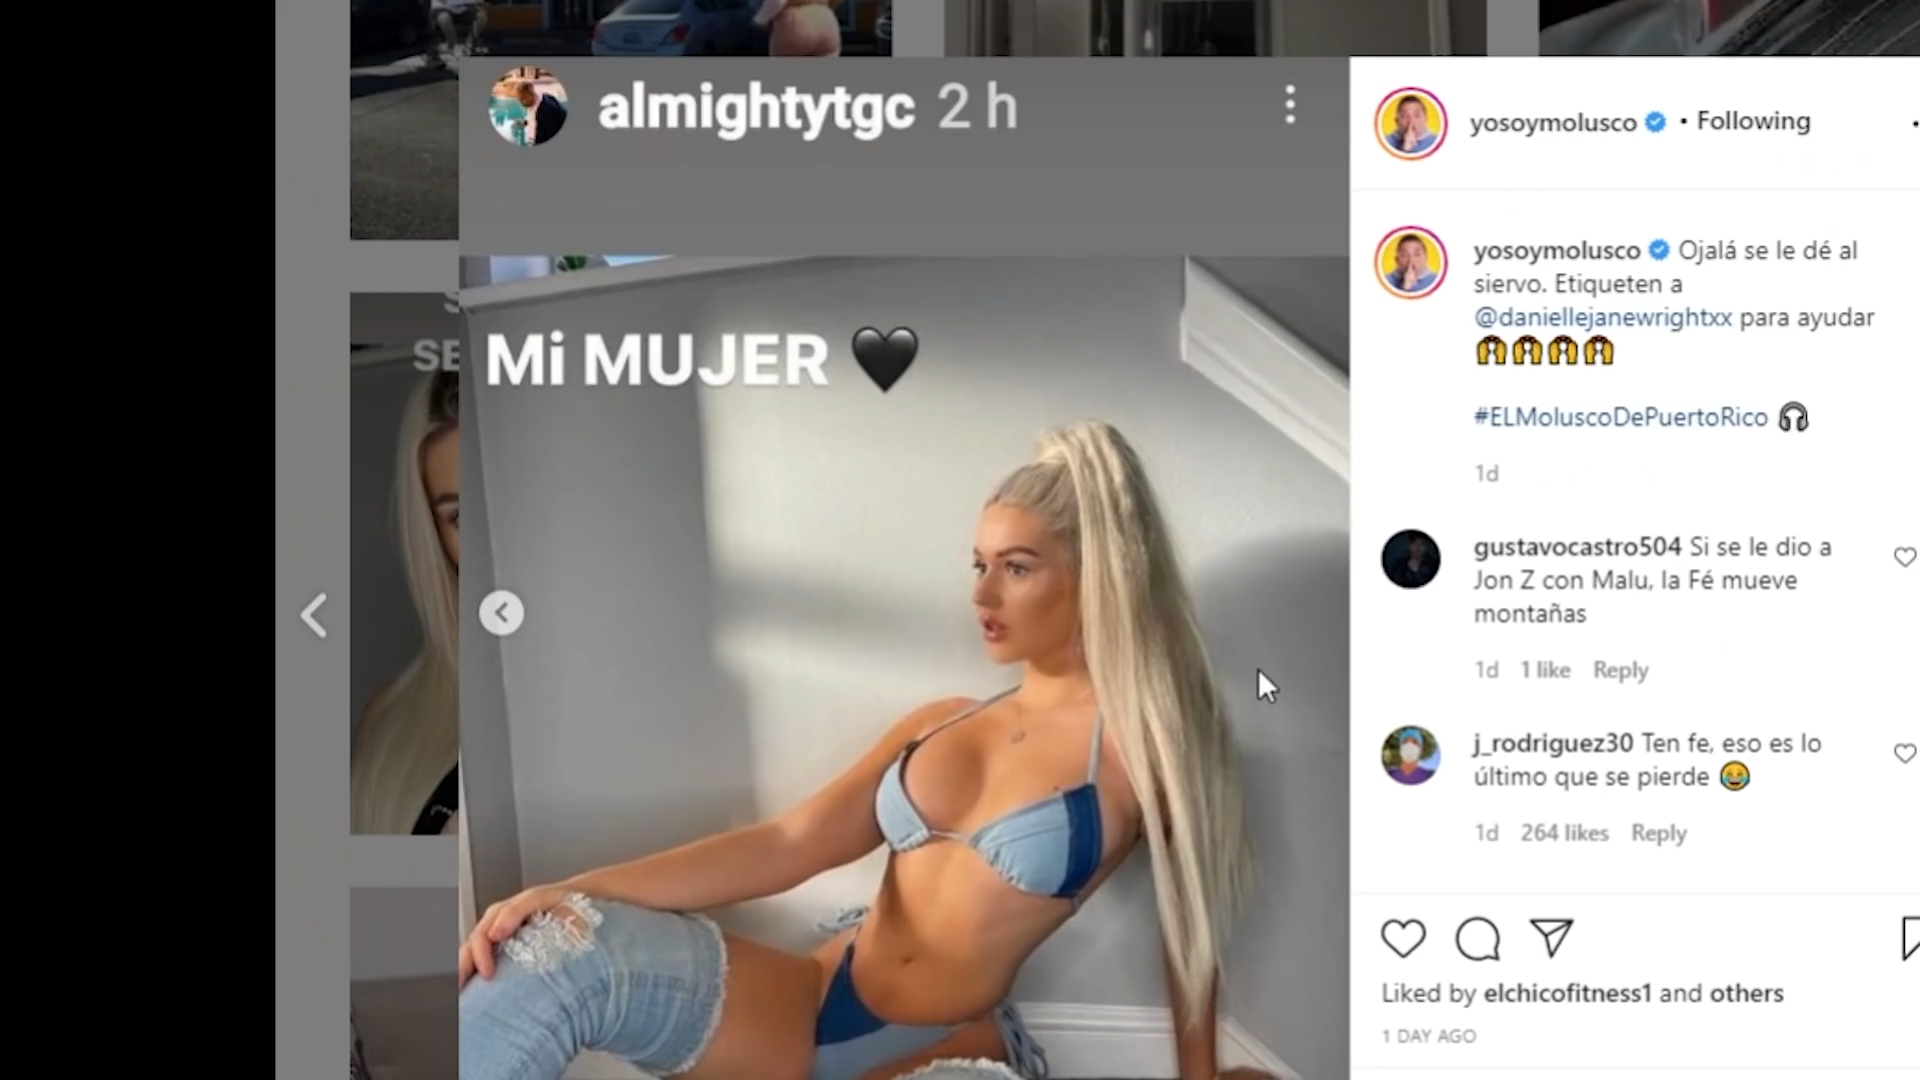 almightytgc 2 h
SE
Mi MUJER 🖤
yosoymolusco • Following
yosoymolusco Ojalá se le dé al
siervo. Etiqueten a
@daniellejanewrightxx para ayudar
#ELMoluscoDePuertoRico 🎧
1d
gustavocastro504 Si se le dio a
Jon Z con Malu, la Fé mueve
montañas
1d 1 like Reply
j_rodriguez30 Ten fe, eso es lo
último que se pierde 😂
1d 264 likes Reply
Liked by elchicofitness1 and others
1 DAY AGO